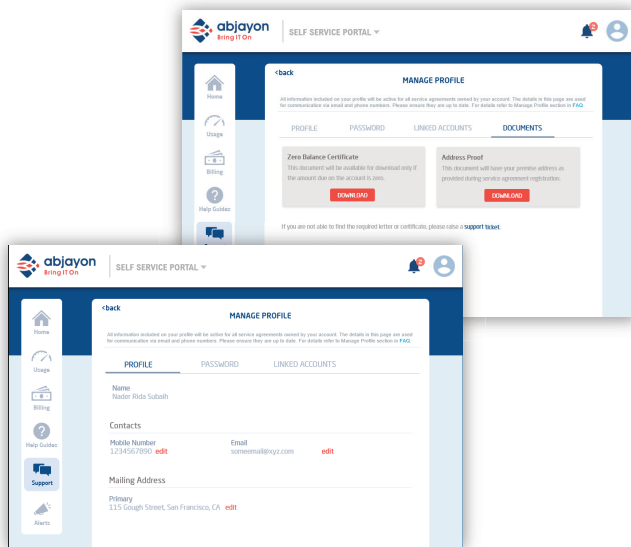 abjayon
Bring IT On
SELF SERVICE PORTAL
2
Home
Usage
Billing
Help Guides
<back
MANAGE PROFILE
All information included on your profile will be active for all service agreements owned by your account. The details in this page are used
for communication via email and phone numbers. Please ensure they are up to date. For details refer to Manage Profile section in FAQ.
PROFILE PASSWORD LINKED ACCOUNTS DOCUMENTS
Zero Balance Certificate
This document will be available for download only if
the amount due on the account is zero.
DOWNLOAD
Address Proof
This document will have your premise address as
provided during service agreement registration.
DOWNLOAD
If you are not able to find the required letter or certificate, please raise a support ticket.
abjayon
Bring IT On
SELF SERVICE PORTAL
2
Home
Usage
Billing
Help Guides
Support
Alerts
<back
MANAGE PROFILE
All information included on your profile will be active for all service agreements owned by your account. The details in this page are used
for communication via email and phone numbers. Please ensure they are up to date. For details refer to Manage Profile section in FAQ.
PROFILE PASSWORD LINKED ACCOUNTS
Name
Nader Rida Subaih
Contacts
Mobile Number Email
1234567890 edit someemail@xyz.com edit
Mailing Address
Primary
115 Gough Street, San Francisco, CA edit